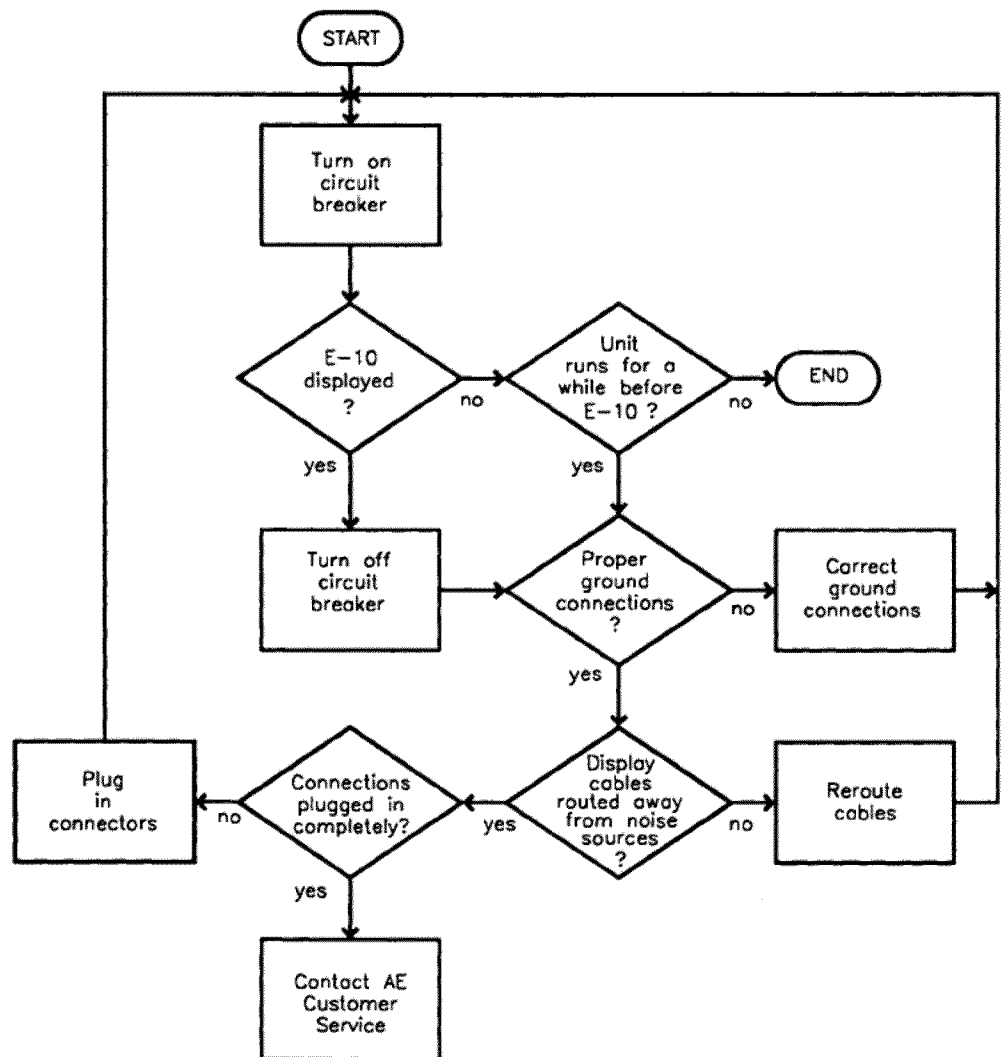 START
Turn on
circuit
breaker
E-10
displayed
?
no
Unit
runs for a
while before
E-10 ?
no
END
yes
yes
Turn off
circuit
breaker
Proper
ground
connections
?
no
Correct
ground
connections
yes
Plug
in
connectors
no
Connections
plugged in
completely?
yes
Display
cables
routed away
from noise
sources
?
no
Reroute
cables
yes
Contact AE
Customer
Service